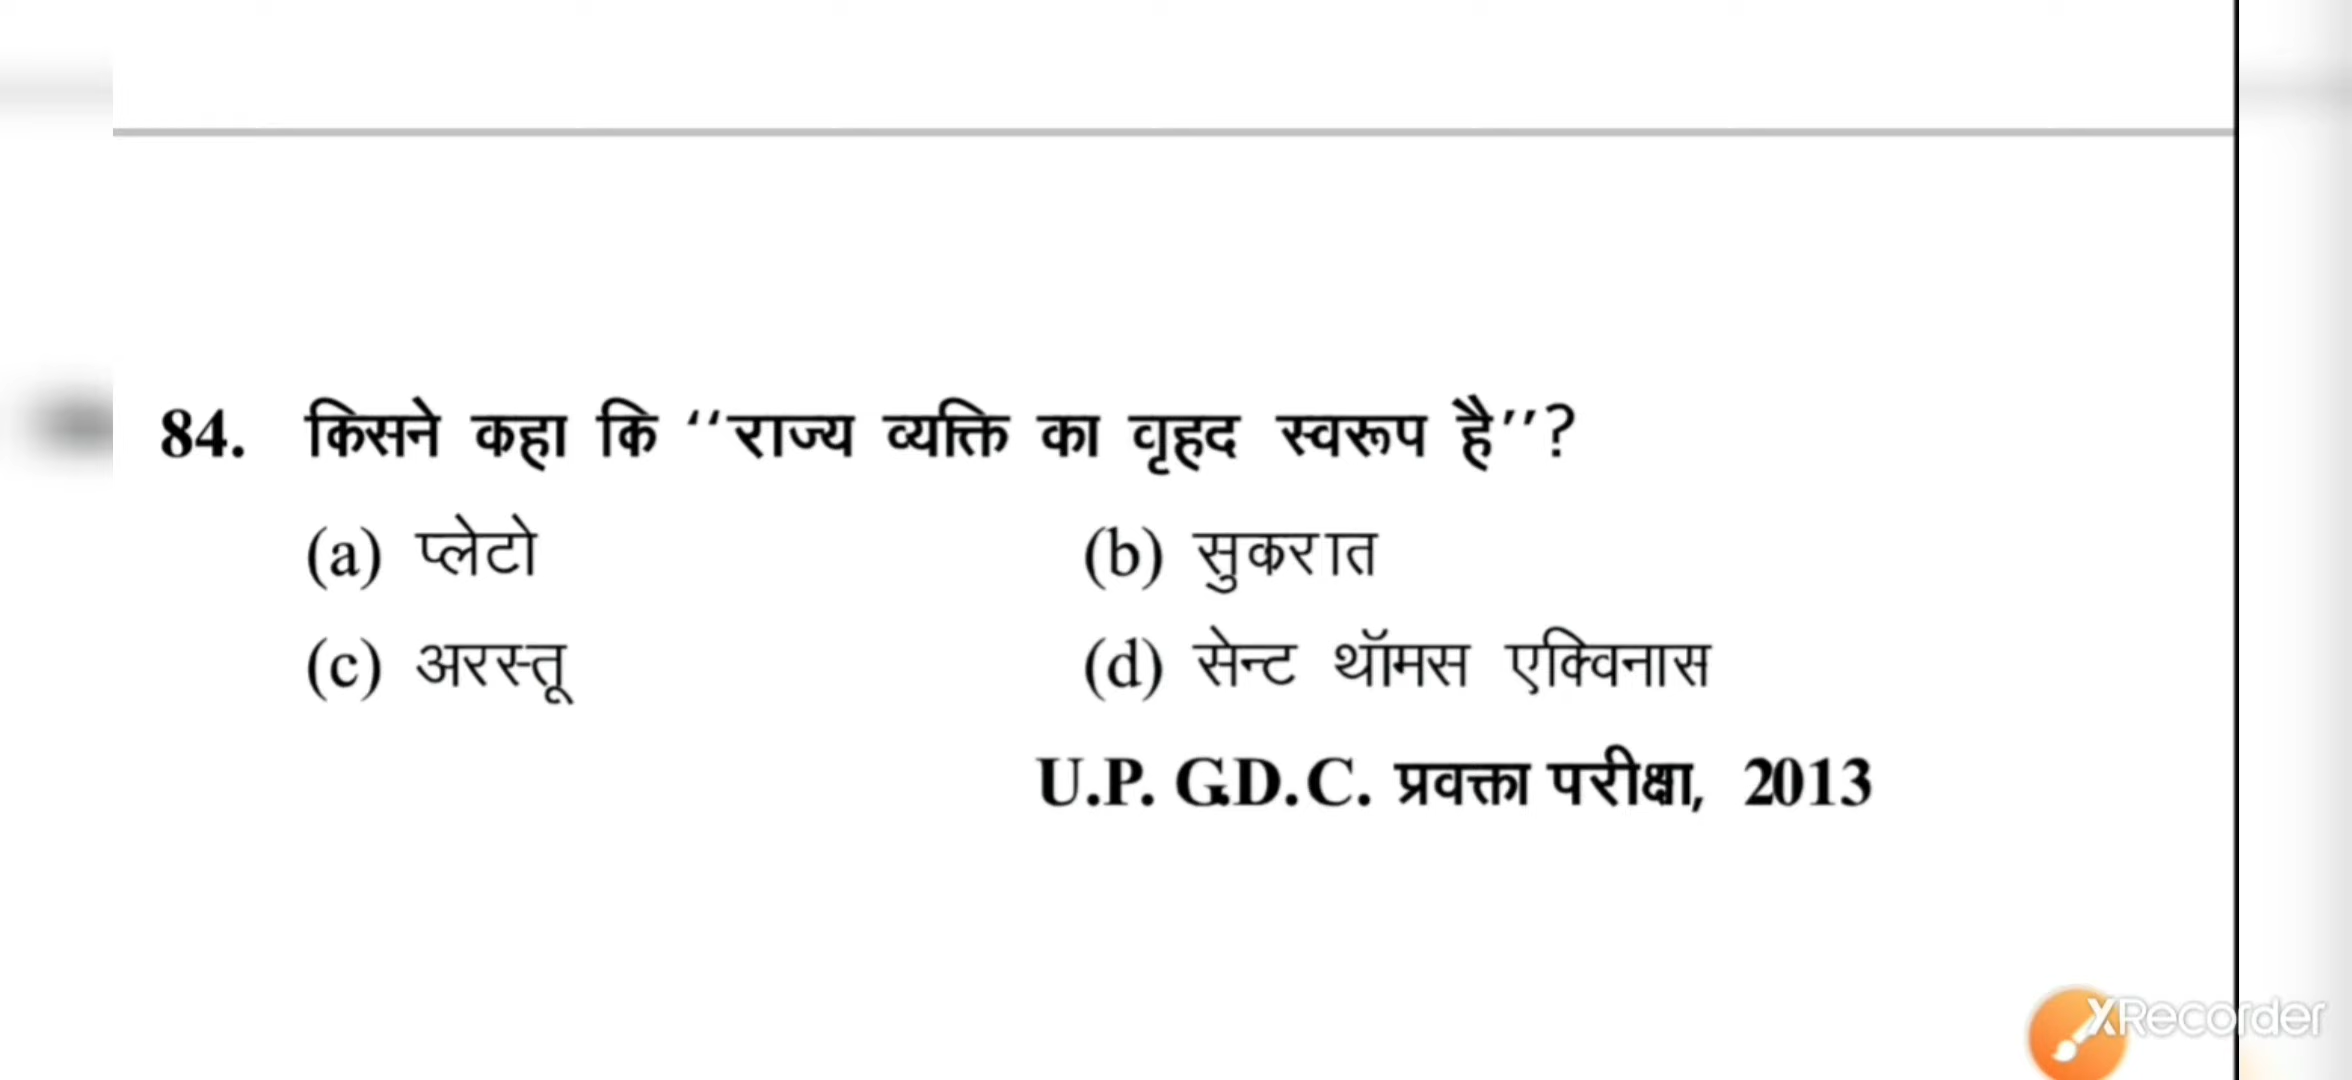 84. किसने कहा कि ‘‘राज्य व्यक्ति का वृहद स्वरूप है’’?
(a) प्लेटो (b) सुकरात
(c) अरस्तू (d) सेन्ट थॉमस एक्विनास
U.P. G.D.C. प्रवक्ता परीक्षा, 2013
XRecorder